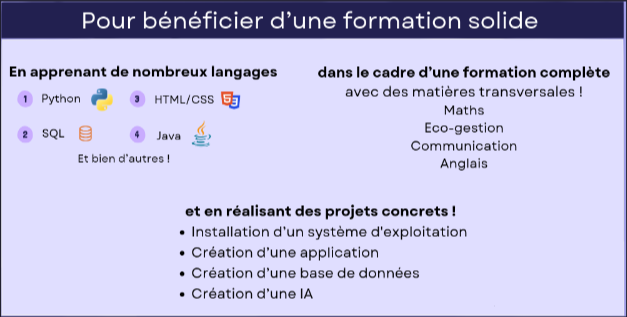 Pour bénéficier d'une formation solide
En apprenant de nombreux langages
1 Python
3 HTML/CSS
2 SQL
4 Java
Et bien d'autres !
dans le cadre d'une formation complète
avec des matières transversales !
Maths
Eco-gestion
Communication
Anglais
et en réalisant des projets concrets !
• Installation d'un système d'exploitation
• Création d'une application
• Création d'une base de données
• Création d'une IA